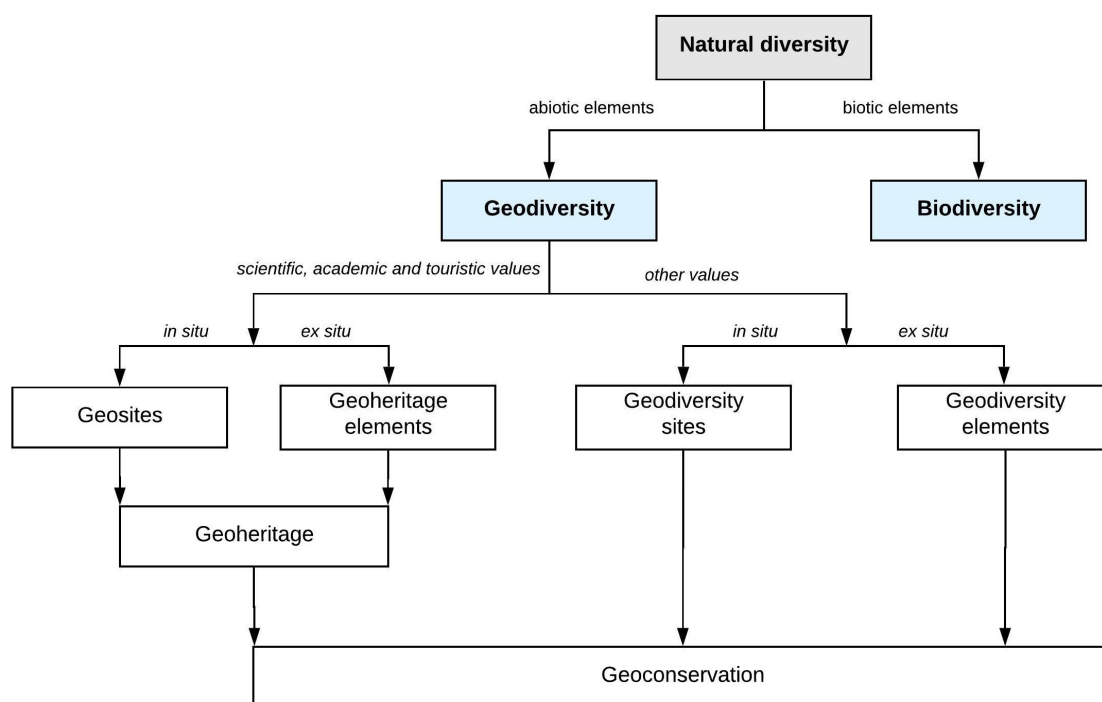 Natural diversity
abiotic elements
biotic elements
Geodiversity
Biodiversity
scientific, academic and touristic values
other values
in situ
ex situ
in situ
ex situ
Geosites
Geoheritage
elements
Geodiversity
sites
Geodiversity
elements
Geoheritage
Geoconservation